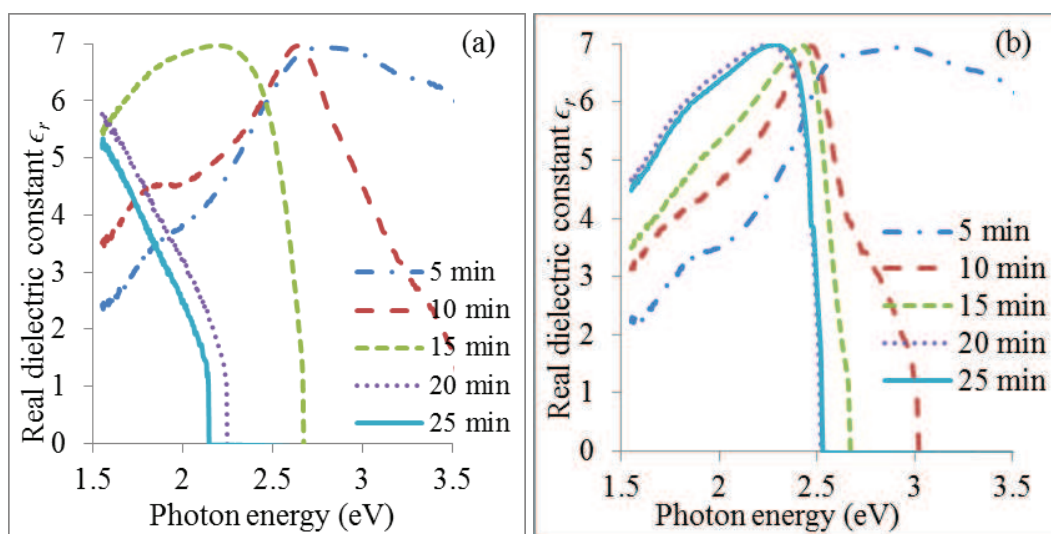 (a)
Real dielectric constant ϵr
7
6
5
4
3
2
1
0
5 min
10 min
15 min
20 min
25 min
1.5
2
2.5
3
3.5
Photon energy (eV)
(b)
Real dielectric constant ϵr
7
6
5
4
3
2
1
0
5 min
10 min
15 min
20 min
25 min
1.5
2
2.5
3
3.5
Photon energy (eV)